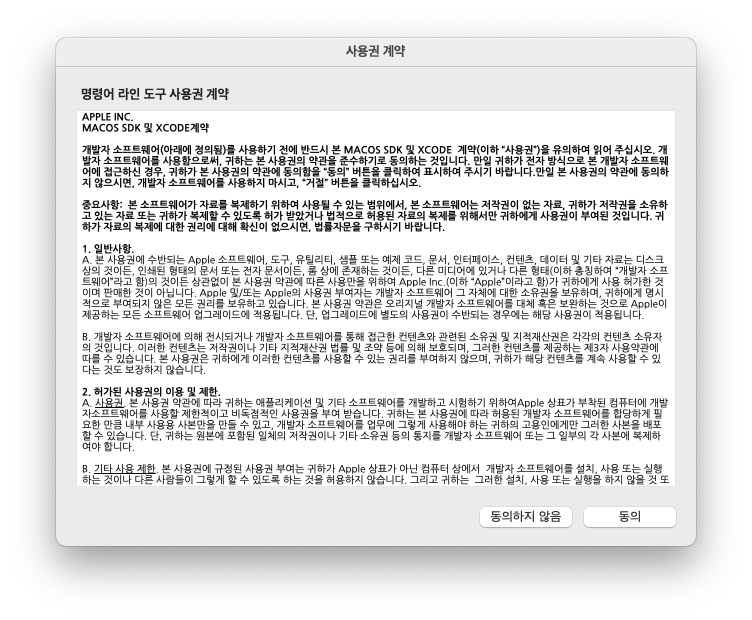 사용권 계약
명령어 라인 도구 사용권 계약
APPLE INC.
MACOS SDK 및 XCODE계약
개발자 소프트웨어(아래에 정의됨)를 사용하기 전에 반드시 본 MACOS SDK 및 XCODE  계약(이하 "사용권")을 유의하여 읽어 주십시오. 개
발자 소프트웨어를 사용함으로써, 귀하는 본 사용권의 약관을 준수하기로 동의하는 것입니다. 만일 귀하가 전자 방식으로 본 개발자 소프트웨
어에 접근하신 경우, 귀하가 본 사용권의 약관에 동의함을 "동의" 버튼을 클릭하여 표시하여 주시기 바랍니다.만일 본 사용권의 약관에 동의하
지 않으시면, 개발자 소프트웨어를 사용하지 마시고, "거절" 버튼을 클릭하십시오.
중요사항:  본 소프트웨어가 자료를 복제하기 위하여 사용될 수 있는 범위에서, 본 소프트웨어는 저작권이 없는 자료, 귀하가 저작권을 소유하
고 있는 자료 또는 귀하가 복제할 수 있도록 허가 받았거나 법적으로 허용된 자료의 복제를 위해서만 귀하에게 사용권이 부여된 것입니다. 귀
하가 자료의 복제에 대한 권리에 대해 확신이 없으시면, 법률자문을 구하시기 바랍니다.
1. 일반사항.
A. 본 사용권에 수반되는 Apple 소프트웨어, 도구, 유틸리티, 샘플 또는 예제 코드, 문서, 인터페이스, 컨텐츠, 데이터 및 기타 자료는 디스크
상의 것이든, 인쇄된 형태의 문서 또는 전자 문서이든, 롬 상에 존재하는 것이든, 다른 미디어에 있거나 다른 형태(이하 총칭하여 "개발자 소프
트웨어"라고 함)의 것이든 상관없이 본 사용권 약관에 따른 사용만을 위하여 Apple Inc.(이하 "Apple"이라고 함)가 귀하에게 사용 허가한 것
이며 판매한 것이 아닙니다. Apple 및/또는 Apple의 사용권 부여자는 개발자 소프트웨어 그 자체에 대한 소유권을 보유하며, 귀하에게 명시
적으로 부여되지 않은 모든 권리를 보유하고 있습니다. 본 사용권 약관은 오리지널 개발자 소프트웨어를 대체 혹은 보완하는 것으로 Apple이
제공하는 모든 소프트웨어 업그레이드에 적용됩니다. 단, 업그레이드에 별도의 사용권이 수반되는 경우에는 해당 사용권이 적용됩니다.
B. 개발자 소프트웨어에 의해 전시되거나 개발자 소프트웨어를 통해 접근한 컨텐츠와 관련된 소유권 및 지적재산권은 각각의 컨텐츠 소유자
의 것입니다. 이러한 컨텐츠는 저작권이나 기타 지적재산권 법률 및 조약 등에 의해 보호되며, 그러한 컨텐츠를 제공하는 제3자 사용약관에
따를 수 있습니다. 본 사용권은 귀하에게 이러한 컨텐츠를 사용할 수 있는 권리를 부여하지 않으며, 귀하가 해당 컨텐츠를 계속 사용할 수 있
다는 것도 보장하지 않습니다.
2. 허가된 사용권의 이용 및 제한.
A. 사용권. 본 사용권 약관에 따라 귀하는 애플리케이션 및 기타 소프트웨어를 개발하고 시험하기 위하여Apple 상표가 부착된 컴퓨터에 개발
자소프트웨어를 사용할 제한적이고 비독점적인 사용권을 부여 받습니다. 귀하는 본 사용권에 따라 허용된 개발자 소프트웨어를 합당하게 필
요한 만큼 내부 사용용 사본만을 만들 수 있고, 개발자 소프트웨어를 업무에 그렇게 사용해야 하는 귀하의 고용인에게만 그러한 사본을 배포
할 수 있습니다. 단, 귀하는 원본에 포함된 일체의 저작권이나 기타 소유권 등의 통지를 개발자 소프트웨어 또는 그 일부의 각 사본에 복제하
여야 합니다.
B. 기타 사용 제한. 본 사용권에 규정된 사용권 부여는 귀하가 Apple 상표가 아닌 컴퓨터 상에서  개발자 소프트웨어를 설치, 사용 또는 실행
하는 것이나 다른 사람들이 그렇게 할 수 있도록 하는 것을 허용하지 않습니다. 그리고 귀하는  그러한 설치, 사용 또는 실행을 하지 않을 것 또
동의하지 않음
동의